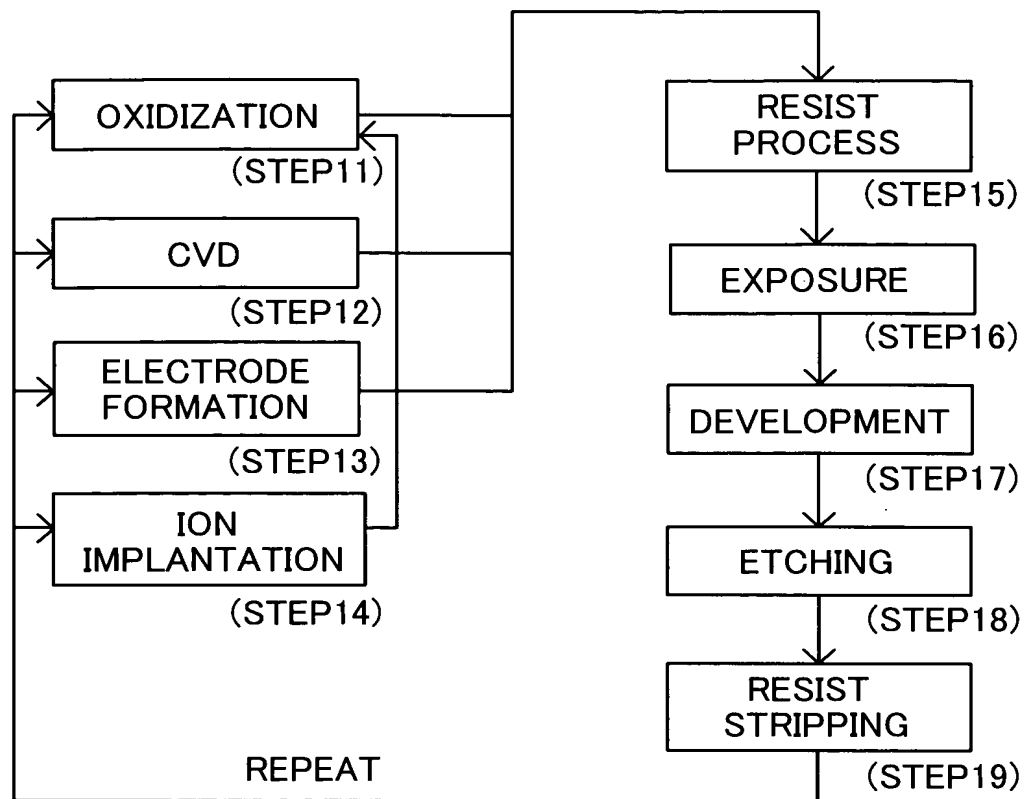 OXIDIZATION
(STEP11)
CVD
(STEP12)
ELECTRODE
FORMATION
(STEP13)
ION
IMPLANTATION
(STEP14)
REPEAT
RESIST
PROCESS
(STEP15)
EXPOSURE
(STEP16)
DEVELOPMENT
(STEP17)
ETCHING
(STEP18)
RESIST
STRIPPING
(STEP19)